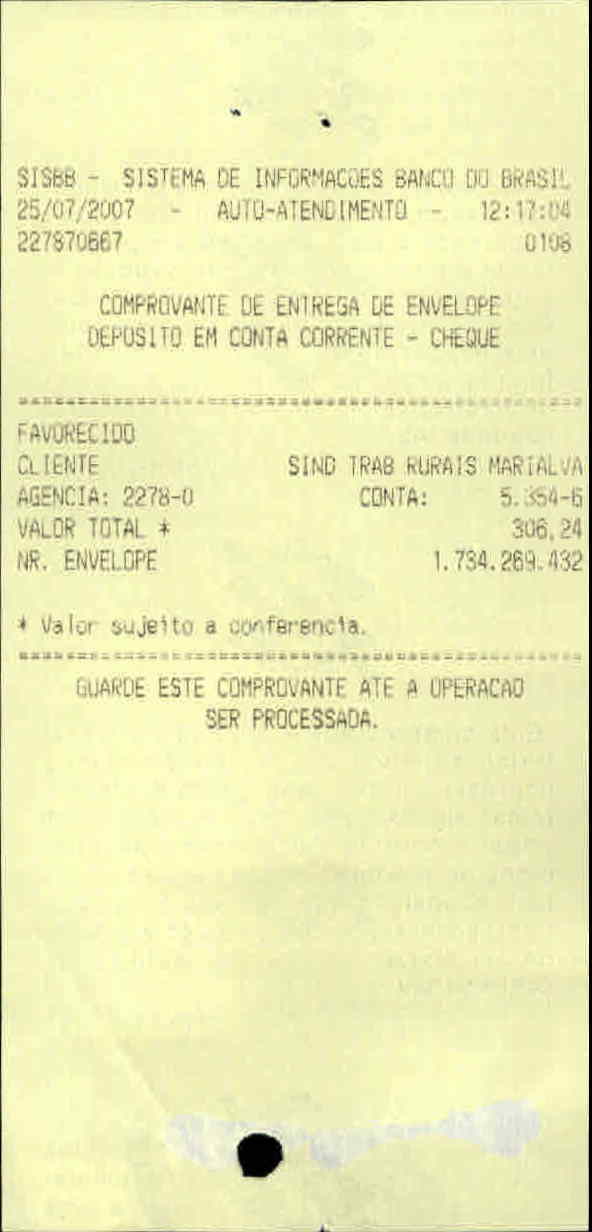 SISBB - SISTEMA DE INFORMACOES BANCO DO BRASIL
25/07/2007 - AUTO-ATENDIMENTO - 12:17:04
227870667 0108
COMPROVANTE DE ENTREGA DE ENVELOPE
DEPOSITO EM CONTA CORRENTE - CHEQUE
FAVORECIDO
CLIENTE SIND TRAB RURAIS MARIALVA
AGENCIA: 2278-0 CONTA: 5.354-6
VALOR TOTAL * 306,24
NR. ENVELOPE 1.734.269.432
* Valor sujeito a conferencia.
GUARDE ESTE COMPROVANTE ATE A OPERACAO
SER PROCESSADA.